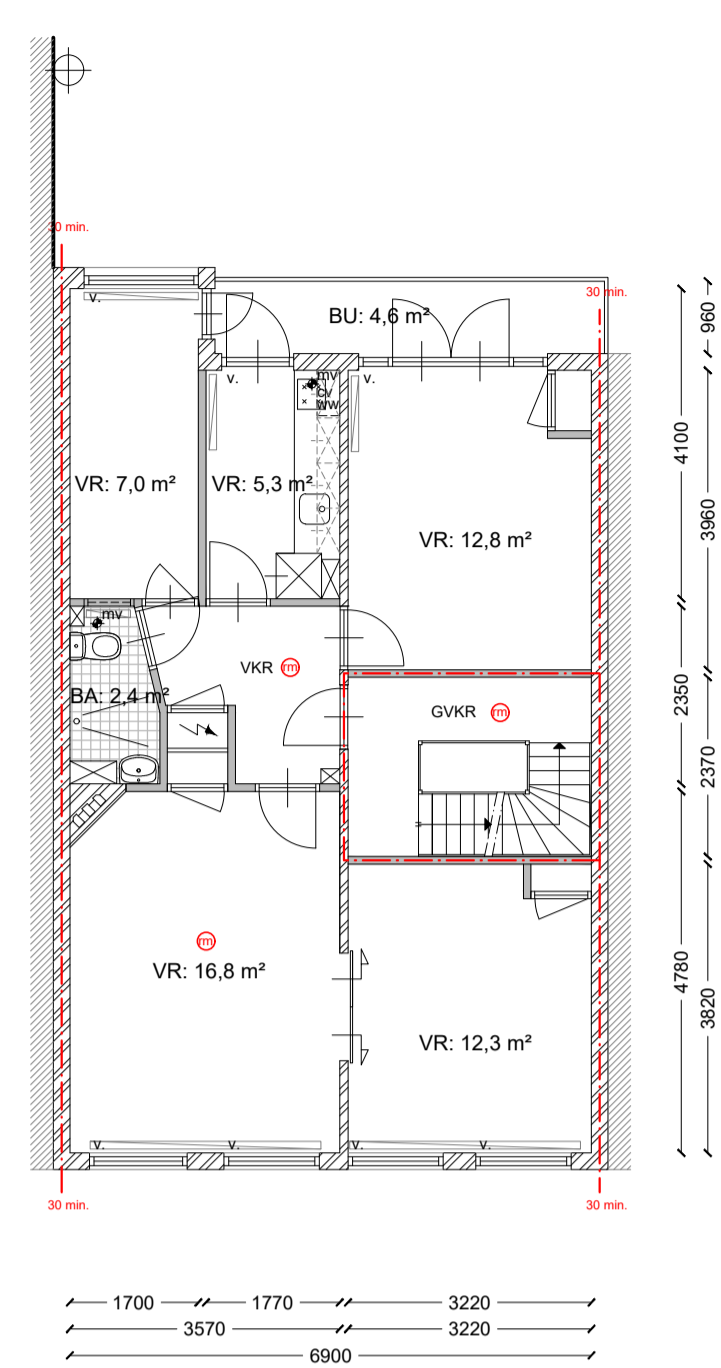 30 min.
30 min.
v.
BU: 4,6 m²
960
v.
mv
cv
ww
v.
4100
3960
VR: 7,0 m²
VR: 5,3 m²
VR: 12,8 m²
mv
VKR
rm
BA: 2,4 m²
2350
GVKR
rm
2370
rm
VR: 16,8 m²
4780
3820
VR: 12,3 m²
v.
v.
v.
v.
30 min.
30 min.
1700
1770
3220
3570
3220
6900